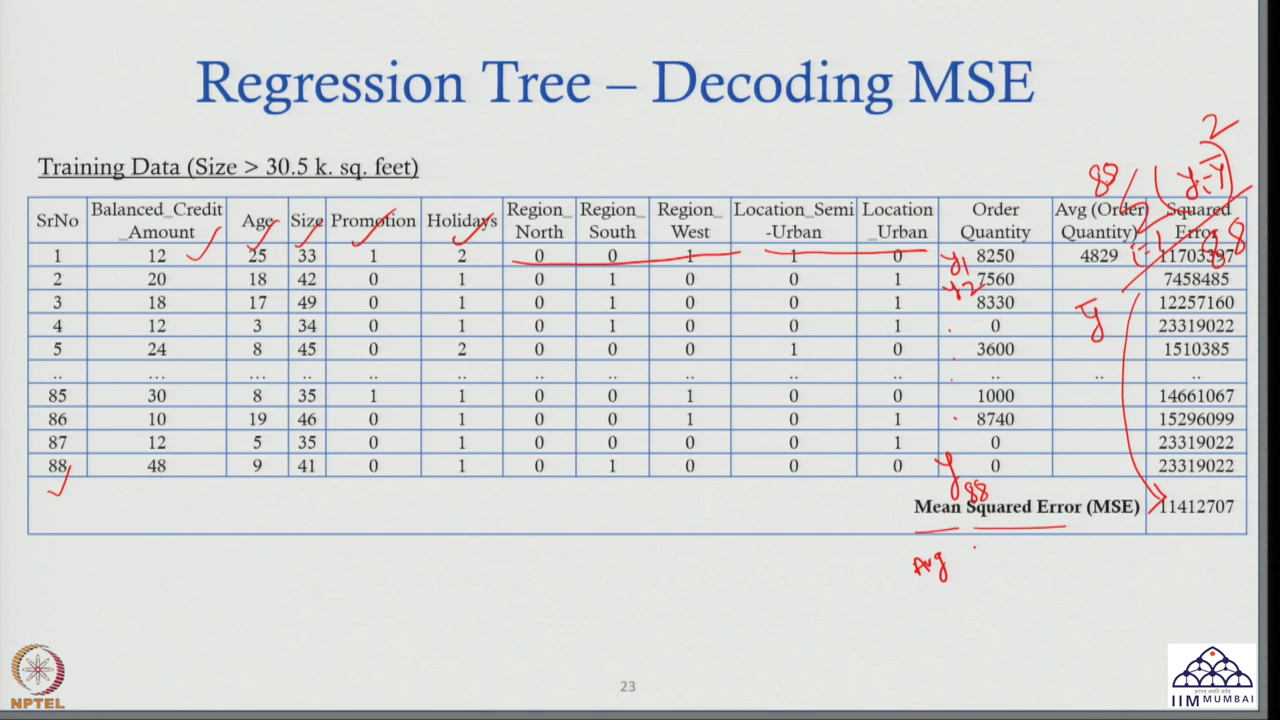 Regression Tree – Decoding MSE
Training Data (Size > 30.5 k. sq. feet)
SrNo Balanced_Credit_Amount Age Size Promotion Holidays Region_North Region_South Region_West Location_Semi-Urban Location_Urban Order Quantity Avg (Order Quantity) Squared Error
1 12 25 33 1 2 0 0 1 1 0 8250 4829 11703397
2 20 18 42 0 1 0 1 0 0 1 7560 7458485
3 18 17 49 0 1 0 1 0 0 1 8330 12257160
4 12 3 34 0 1 0 1 0 0 1 0 23319022
5 24 8 45 0 2 0 0 0 1 0 3600 1510385
.. ... ... .. .. .. .. .. .. .. .. .. .. ..
85 30 8 35 1 1 0 0 1 0 0 1000 14661067
86 10 19 46 0 1 0 0 1 0 1 8740 15296099
87 12 5 35 0 1 0 0 0 0 1 0 23319022
88 48 9 41 0 1 0 1 0 0 0 0 23319022
Mean Squared Error (MSE) 11412707
y1
y2
y88
ȳ
88
(yi-ȳ)2
i=1
88
Avg
23
NPTEL
IIM MUMBAI